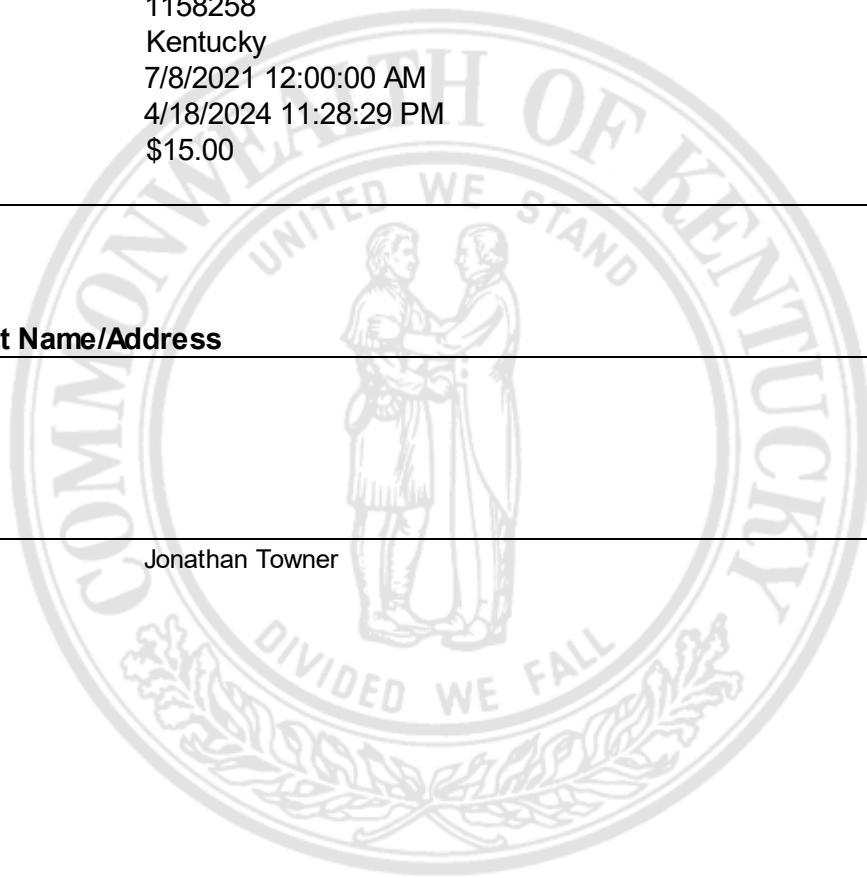 1158258
Kentucky
7/8/2021 12:00:00 AM
4/18/2024 11:28:29 PM
$15.00
t Name/Address
Jonathan Towner
COMMONWEALTH OF KENTUCKY
UNITED WE STAND
DIVIDED WE FALL